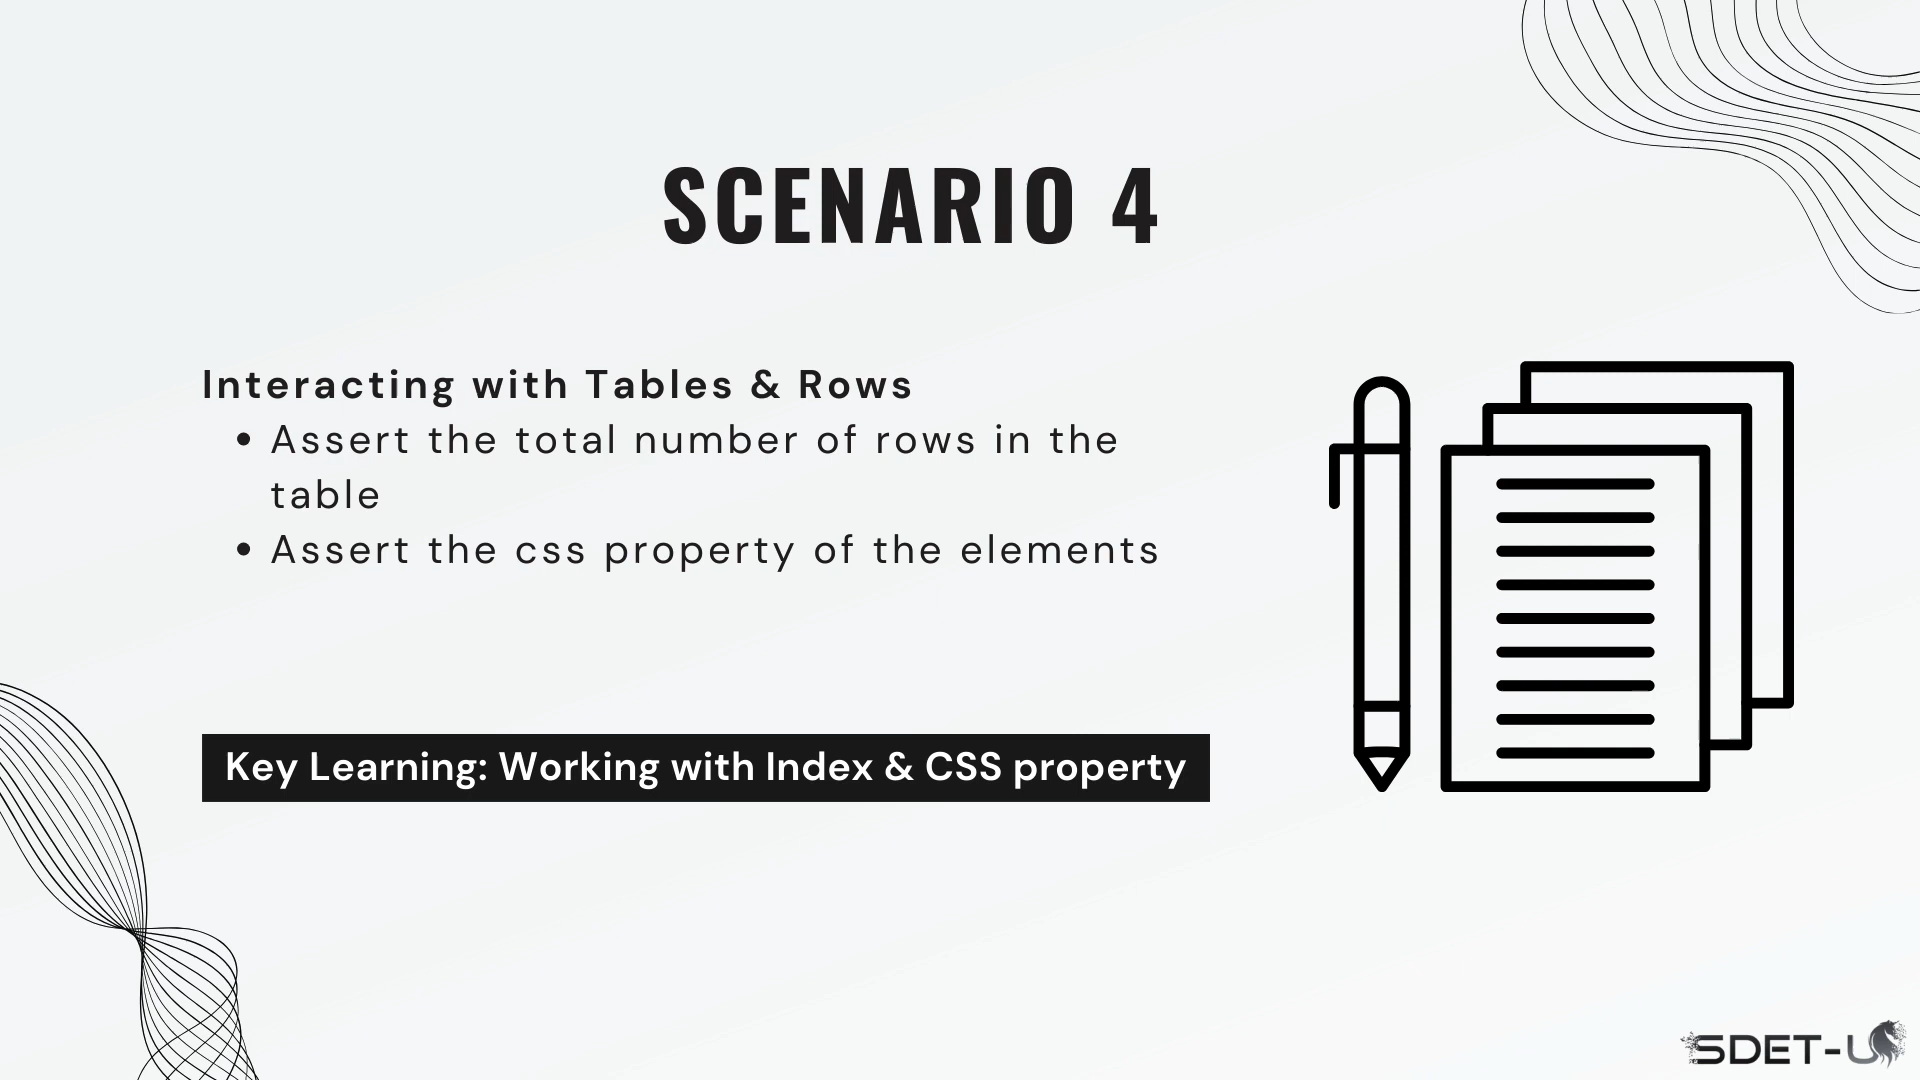 SCENARIO 4
Interacting with Tables & Rows
• Assert the total number of rows in the
table
• Assert the css property of the elements
Key Learning: Working with Index & CSS property
SDET-U